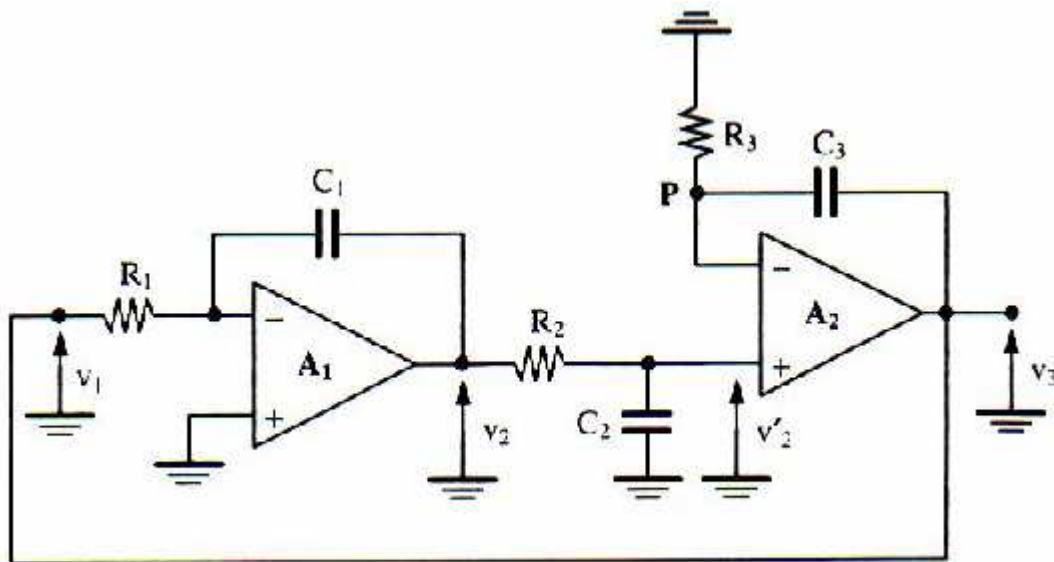 R₃
C₃
P
C₁
R₁
−
−
A₂
R₂
A₁
+
v₁
+
C₂
v₂
v'₂
v₃